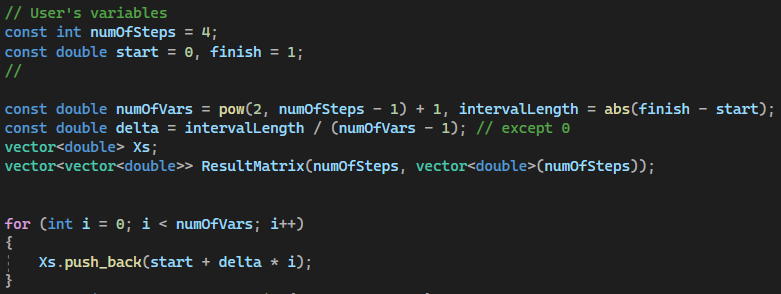 // User's variables
const int numOfSteps = 4;
const double start = 0, finish = 1;
//
const double numOfVars = pow(2, numOfSteps - 1) + 1, intervalLength = abs(finish - start);
const double delta = intervalLength / (numOfVars - 1); // except 0
vector<double> Xs;
vector<vector<double>> ResultMatrix(numOfSteps, vector<double>(numOfSteps));
for (int i = 0; i < numOfVars; i++)
{
Xs.push_back(start + delta * i);
}